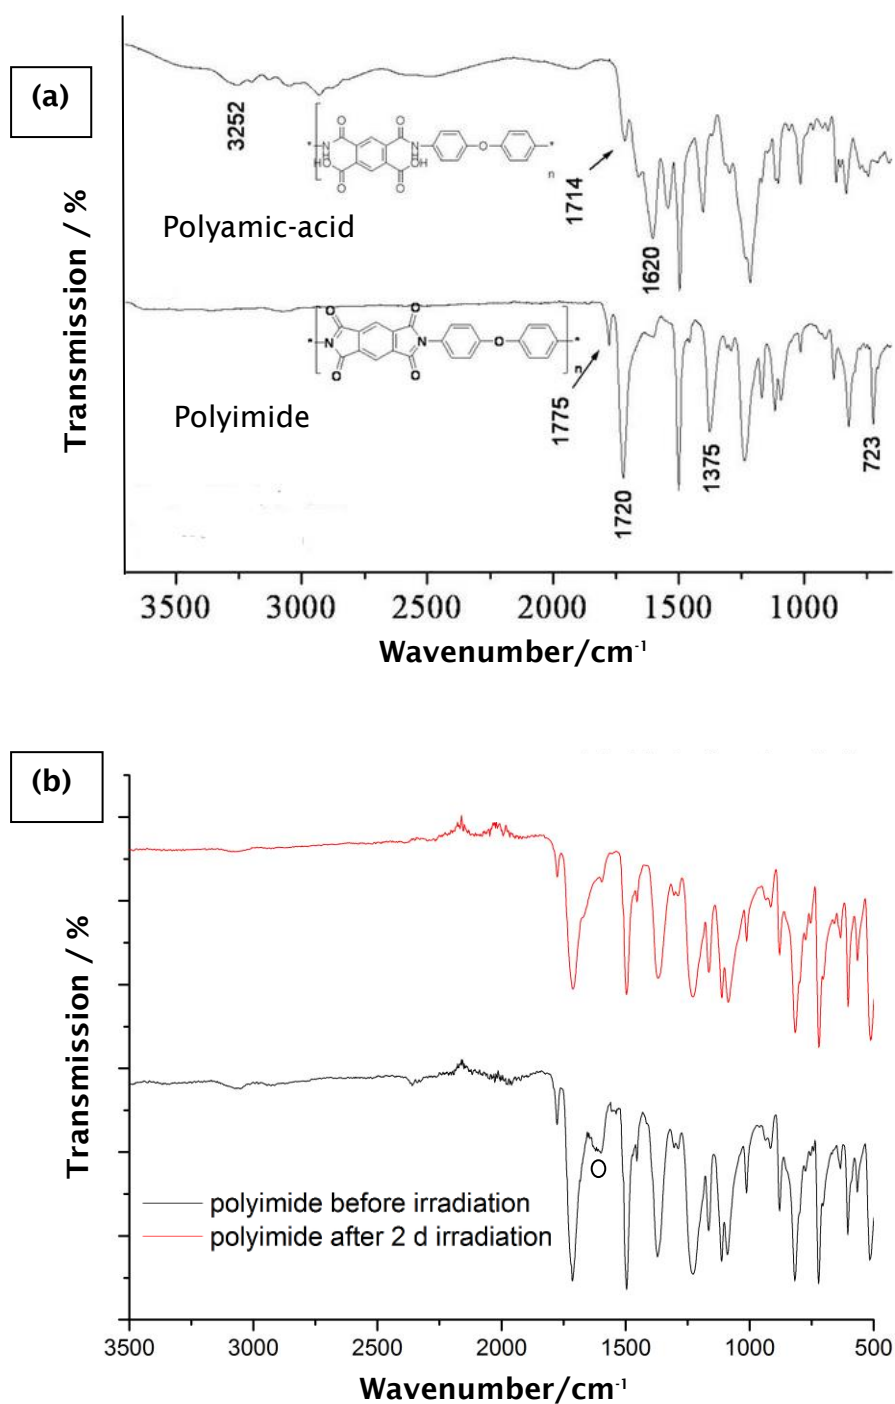 (a)
3252
O
O
* N H
N H
O
*
HO
OH
O
O
n
1714
Polyamic-acid
1620
O
O
* N
N
O
*
O
O
n
1775
Polyimide
1375
723
1720
Transmission / %
3500 3000 2500 2000 1500 1000
Wavenumber/cm⁻¹
(b)
Transmission / %
polyimide before irradiation
polyimide after 2 d irradiation
3500 3000 2500 2000 1500 1000 500
Wavenumber/cm⁻¹